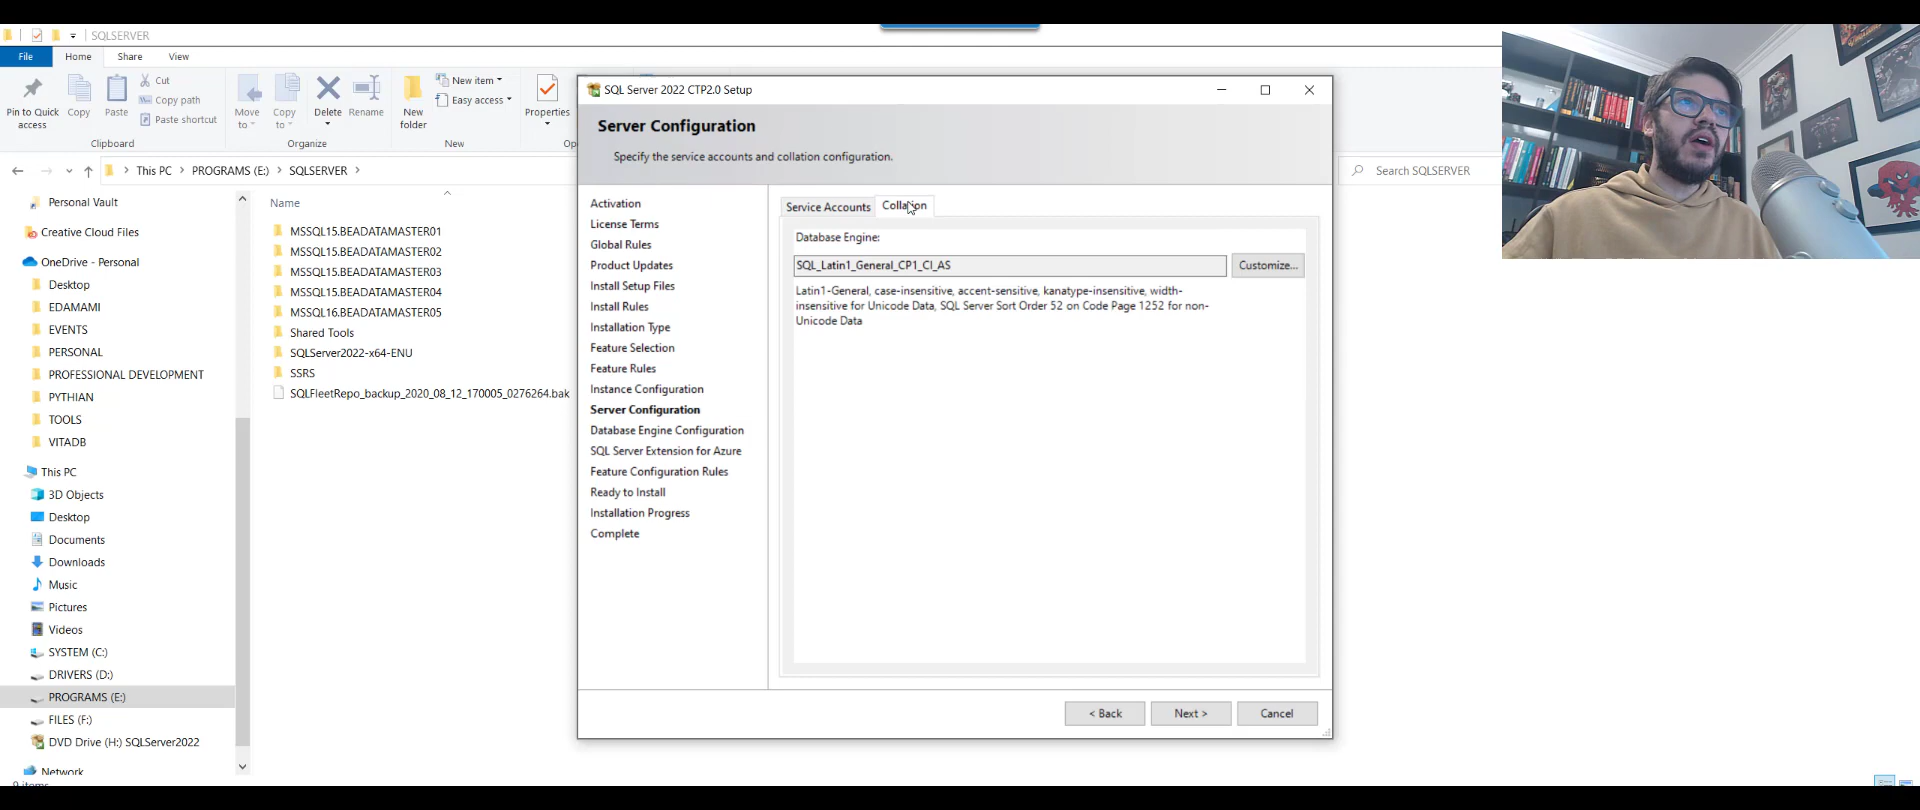 SQLSERVER
File Home Share View
Pin to Quick access
Copy
Paste
Cut
Copy path
Paste shortcut
Clipboard
Move to
Copy to
Delete
Rename
Organize
New folder
New item
Easy access
New
Properties
Op
This PC > PROGRAMS (E:) > SQLSERVER >
Search SQLSERVER
Personal Vault
Creative Cloud Files
OneDrive - Personal
Desktop
EDAMAMI
EVENTS
PERSONAL
PROFESSIONAL DEVELOPMENT
PYTHIAN
TOOLS
VITADB
This PC
3D Objects
Desktop
Documents
Downloads
Music
Pictures
Videos
SYSTEM (C:)
DRIVERS (D:)
PROGRAMS (E:)
FILES (F:)
DVD Drive (H:) SQLServer2022
Network
9 items
Name
MSSQL15.BEADATAMASTER01
MSSQL15.BEADATAMASTER02
MSSQL15.BEADATAMASTER03
MSSQL15.BEADATAMASTER04
MSSQL16.BEADATAMASTER05
Shared Tools
SQLServer2022-x64-ENU
SSRS
SQLFleetRepo_backup_2020_08_12_170005_0276264.bak
SQL Server 2022 CTP2.0 Setup
Server Configuration
Specify the service accounts and collation configuration.
Activation
License Terms
Global Rules
Product Updates
Install Setup Files
Install Rules
Installation Type
Feature Selection
Feature Rules
Instance Configuration
Server Configuration
Database Engine Configuration
SQL Server Extension for Azure
Feature Configuration Rules
Ready to Install
Installation Progress
Complete
Service Accounts Collation
Database Engine:
SQL_Latin1_General_CP1_CI_AS
Customize...
Latin1-General, case-insensitive, accent-sensitive, kanatype-insensitive, width-
insensitive for Unicode Data, SQL Server Sort Order 52 on Code Page 1252 for non-
Unicode Data
< Back Next > Cancel